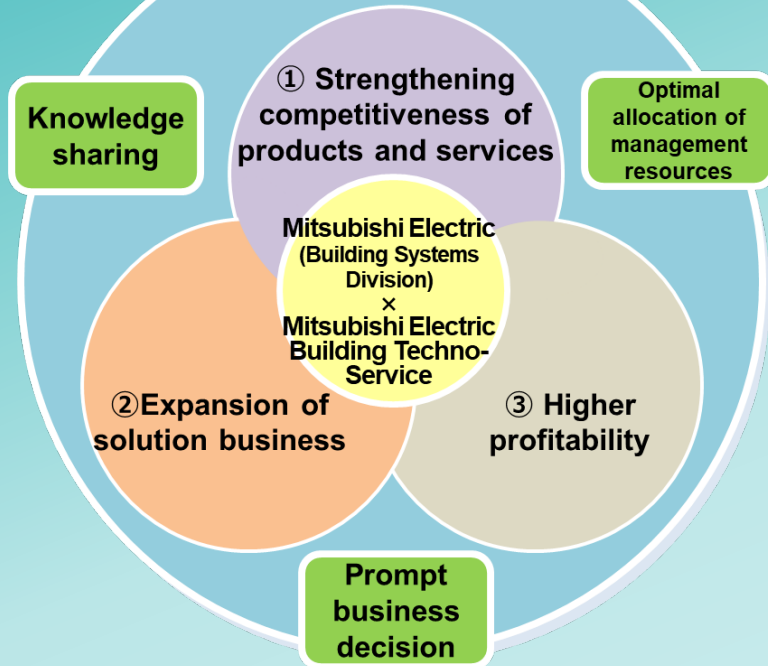 ① Strengthening
competitiveness of
products and services
Knowledge
sharing
Optimal
allocation of
management
resources
Mitsubishi Electric
(Building Systems
Division)
×
Mitsubishi Electric
Building Techno-
Service
②Expansion of
solution business
③ Higher
profitability
Prompt
business
decision